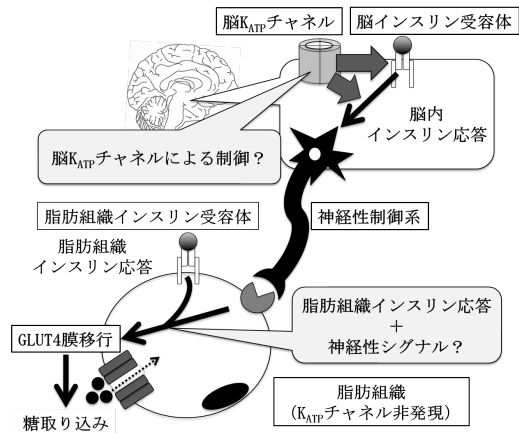 脳KATPチャネル
脳インスリン受容体
脳内
インスリン応答
脳KATPチャネルによる制御？
脂肪組織インスリン受容体
神経性制御系
脂肪組織
インスリン応答
脂肪組織インスリン応答
＋
神経性シグナル？
GLUT4膜移行
糖取り込み
脂肪組織
（KATPチャネル非発現）